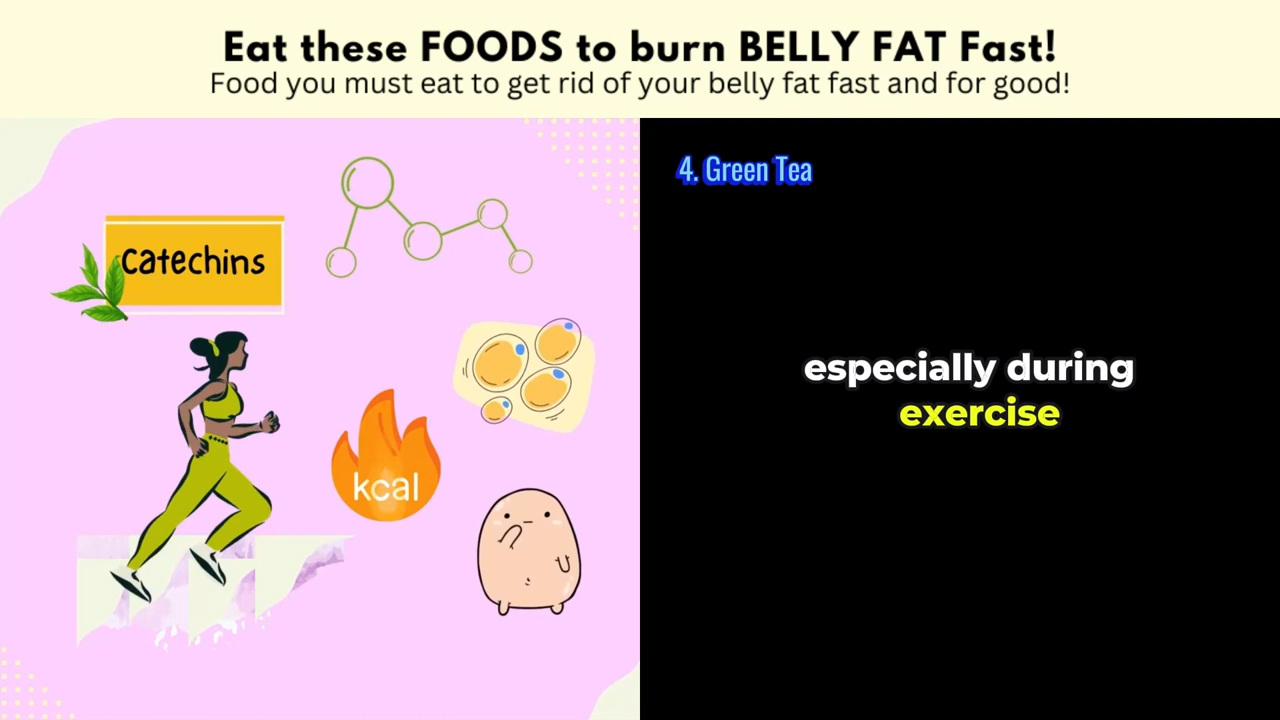 Eat these FOODS to burn BELLY FAT Fast!
Food you must eat to get rid of your belly fat fast and for good!
catechins
kcal
4. Green Tea
especially during
exercise